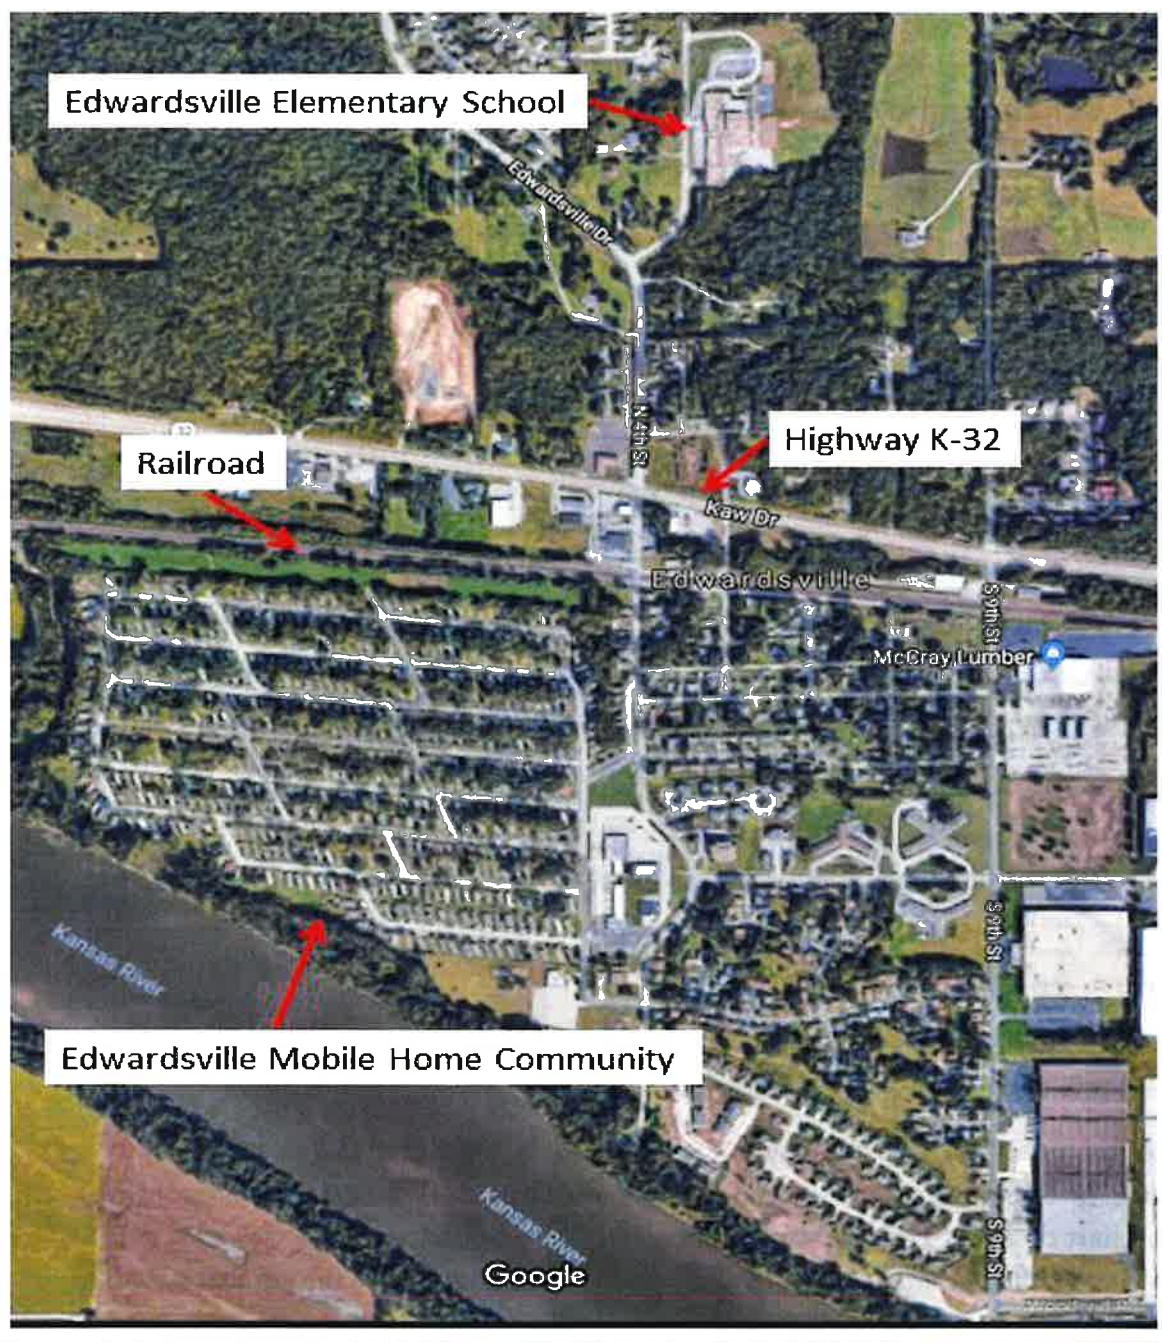 Edwardsville Elementary School
Edwardsville Dr
32
N 4th St
Highway K-32
Railroad
Kaw Dr
Edwardsville
S 9th St
McCray Lumber
S 9th St
Kansas River
Edwardsville Mobile Home Community
Kansas River
S 9th St
Google